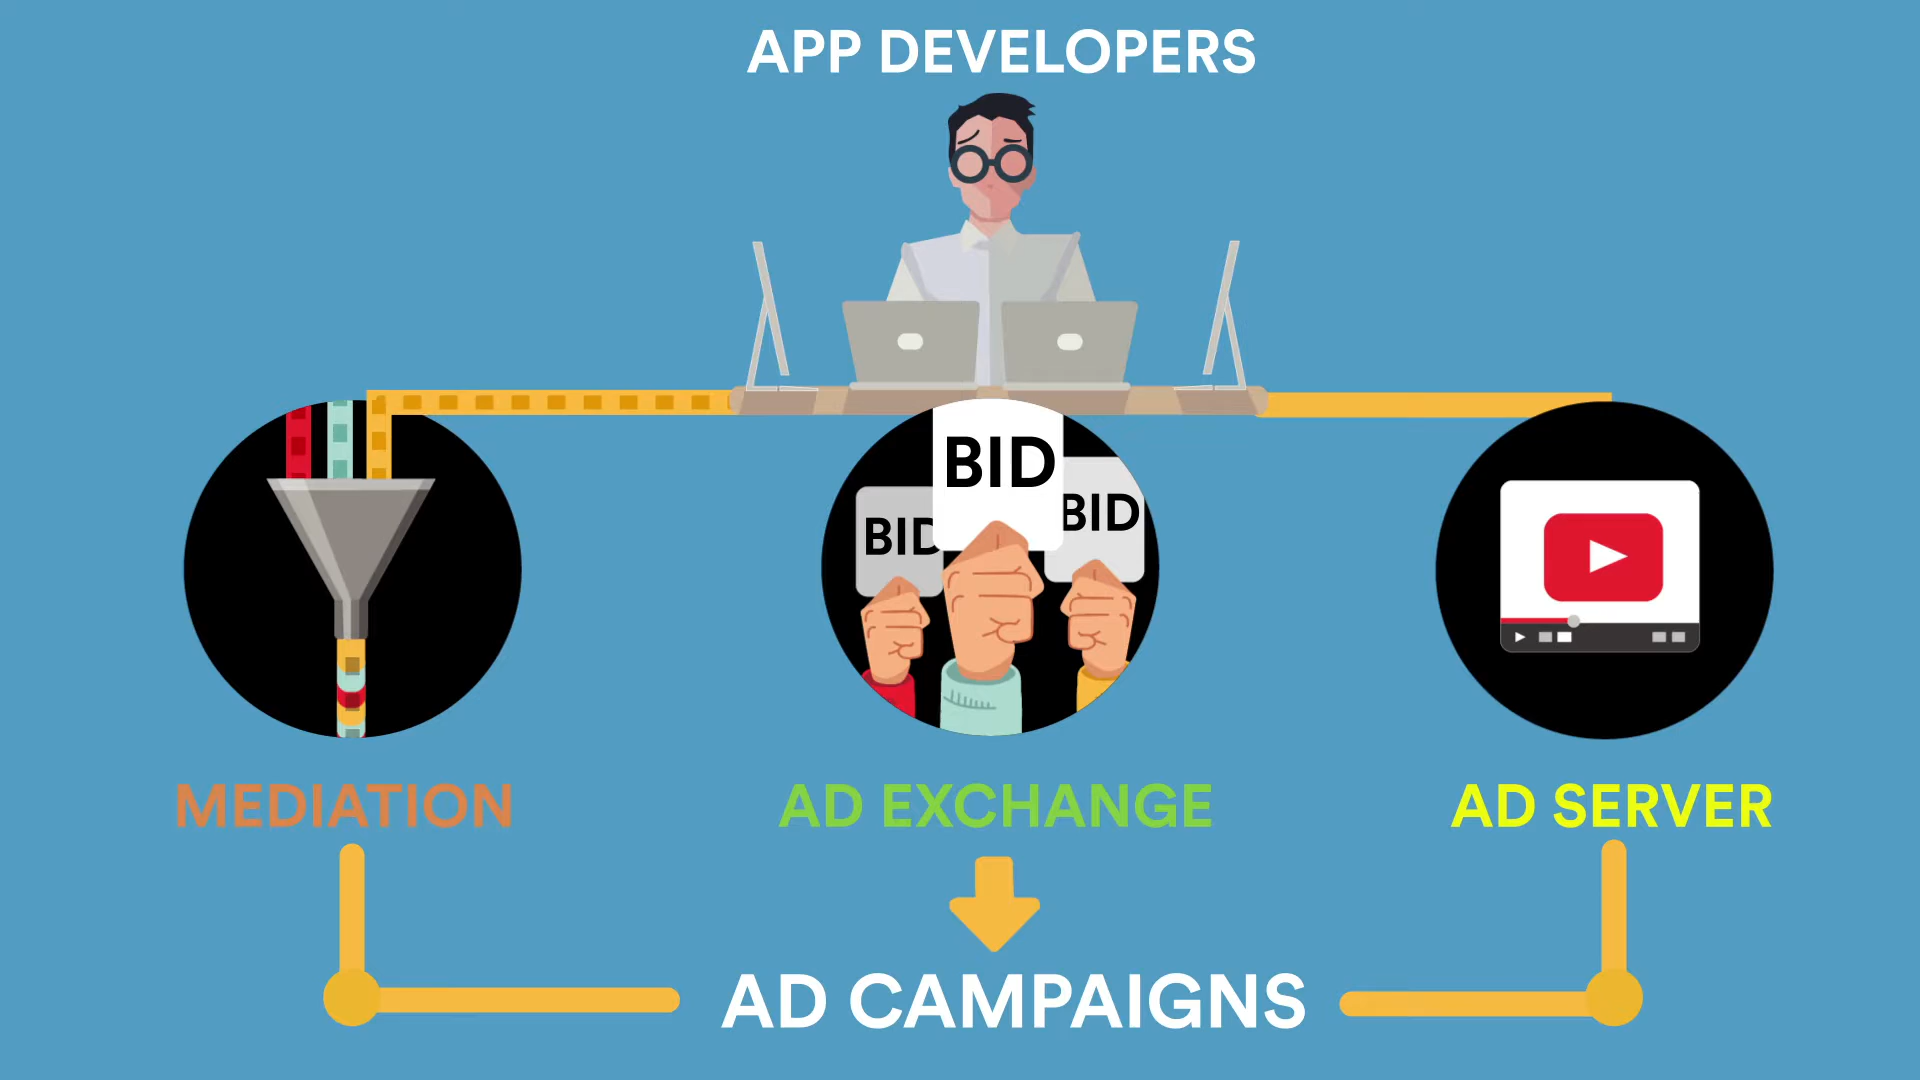 APP DEVELOPERS
BID
BID
BID
MEDIATION
AD EXCHANGE
AD SERVER
AD CAMPAIGNS